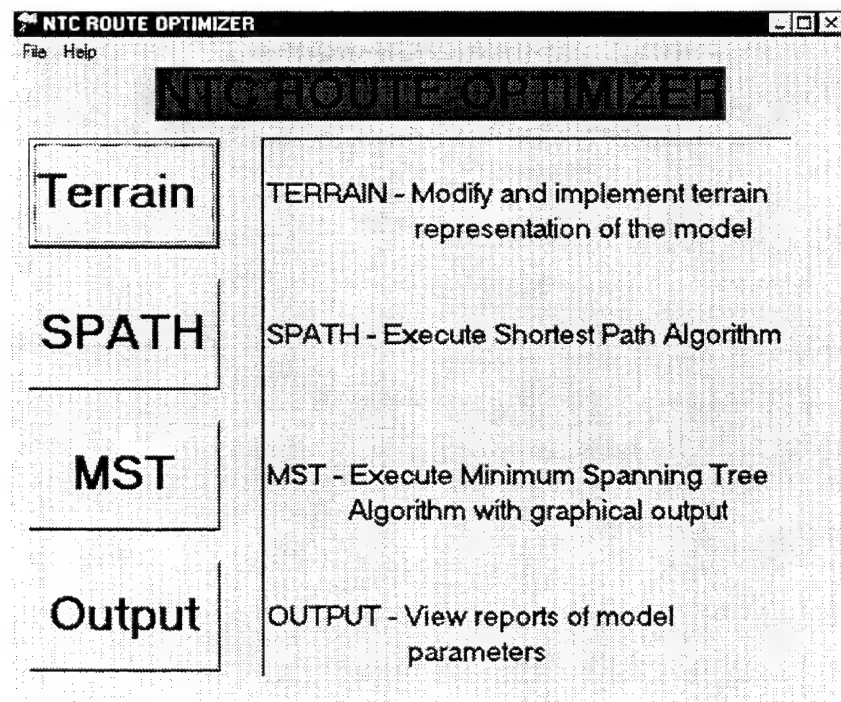 NTC ROUTE OPTIMIZER
File Help
NTC ROUTE OPTIMIZER
Terrain
TERRAIN - Modify and implement terrain
representation of the model
SPATH
SPATH - Execute Shortest Path Algorithm
MST
MST - Execute Minimum Spanning Tree
Algorithm with graphical output
Output
OUTPUT - View reports of model
parameters